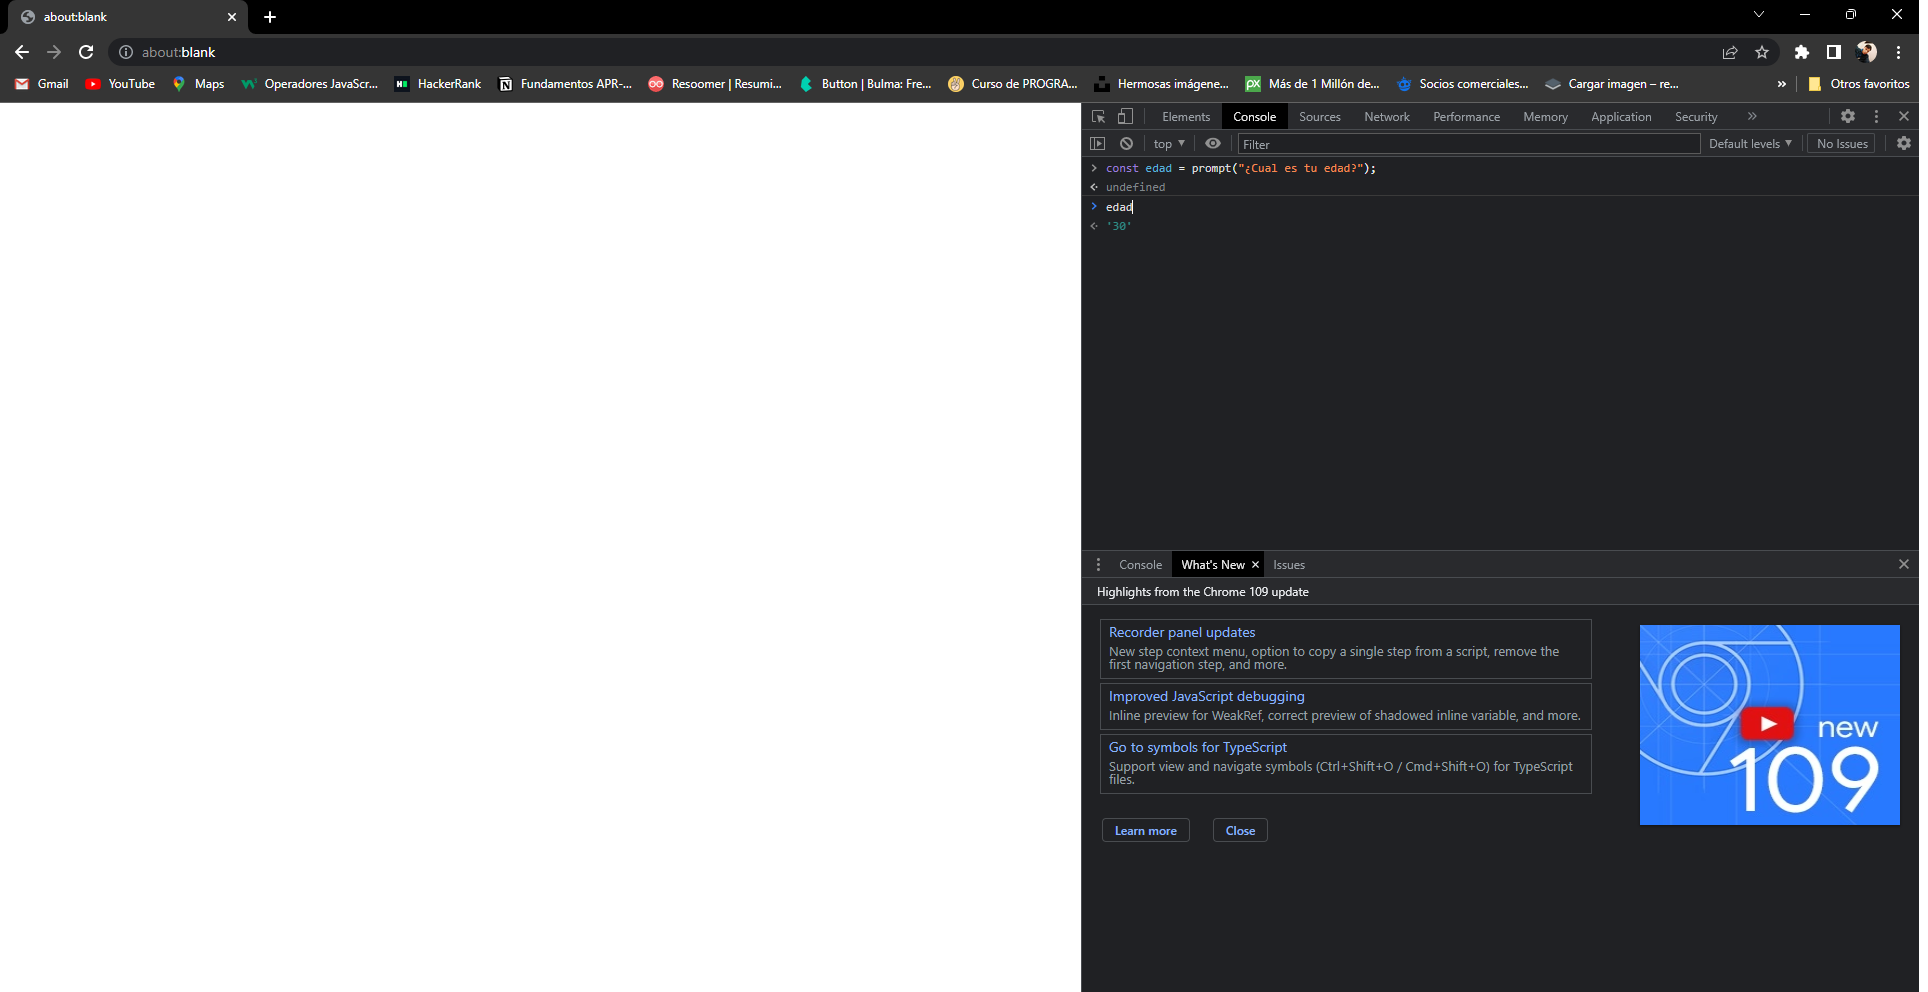 about:blank
about:blank
Gmail YouTube Maps Operadores JavaScr... HackerRank Fundamentos APR-... Resoomer | Resumi... Button | Bulma: Fre... Curso de PROGRA... Hermosas imágene... Más de 1 Millón de... Socios comerciales... Cargar imagen – re... » Otros favoritos
Elements Console Sources Network Performance Memory Application Security »
top Filter Default levels No Issues
const edad = prompt("¿Cual es tu edad?");
undefined
edad
'30'
Console What's New Issues
Highlights from the Chrome 109 update
Recorder panel updates
New step context menu, option to copy a single step from a script, remove the
first navigation step, and more.
Improved JavaScript debugging
Inline preview for WeakRef, correct preview of shadowed inline variable, and more.
Go to symbols for TypeScript
Support view and navigate symbols (Ctrl+Shift+O / Cmd+Shift+O) for TypeScript
files.
Learn more Close
new
109